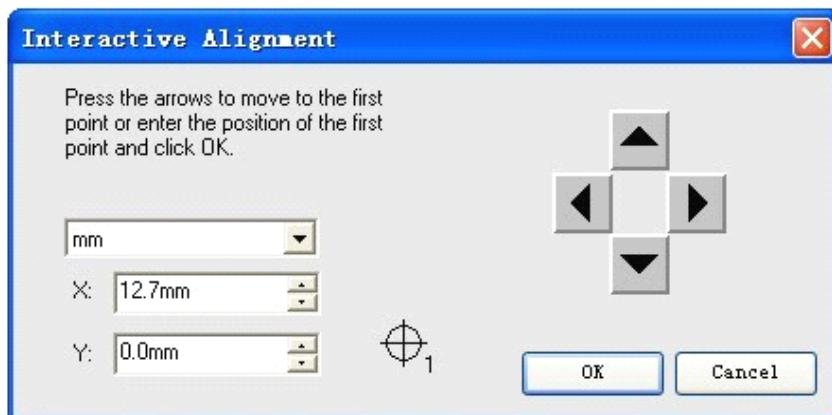 Interactive Alignment
Press the arrows to move to the first
point or enter the position of the first
point and click OK.
mm
X: 12.7mm
Y: 0.0mm
1
OK
Cancel